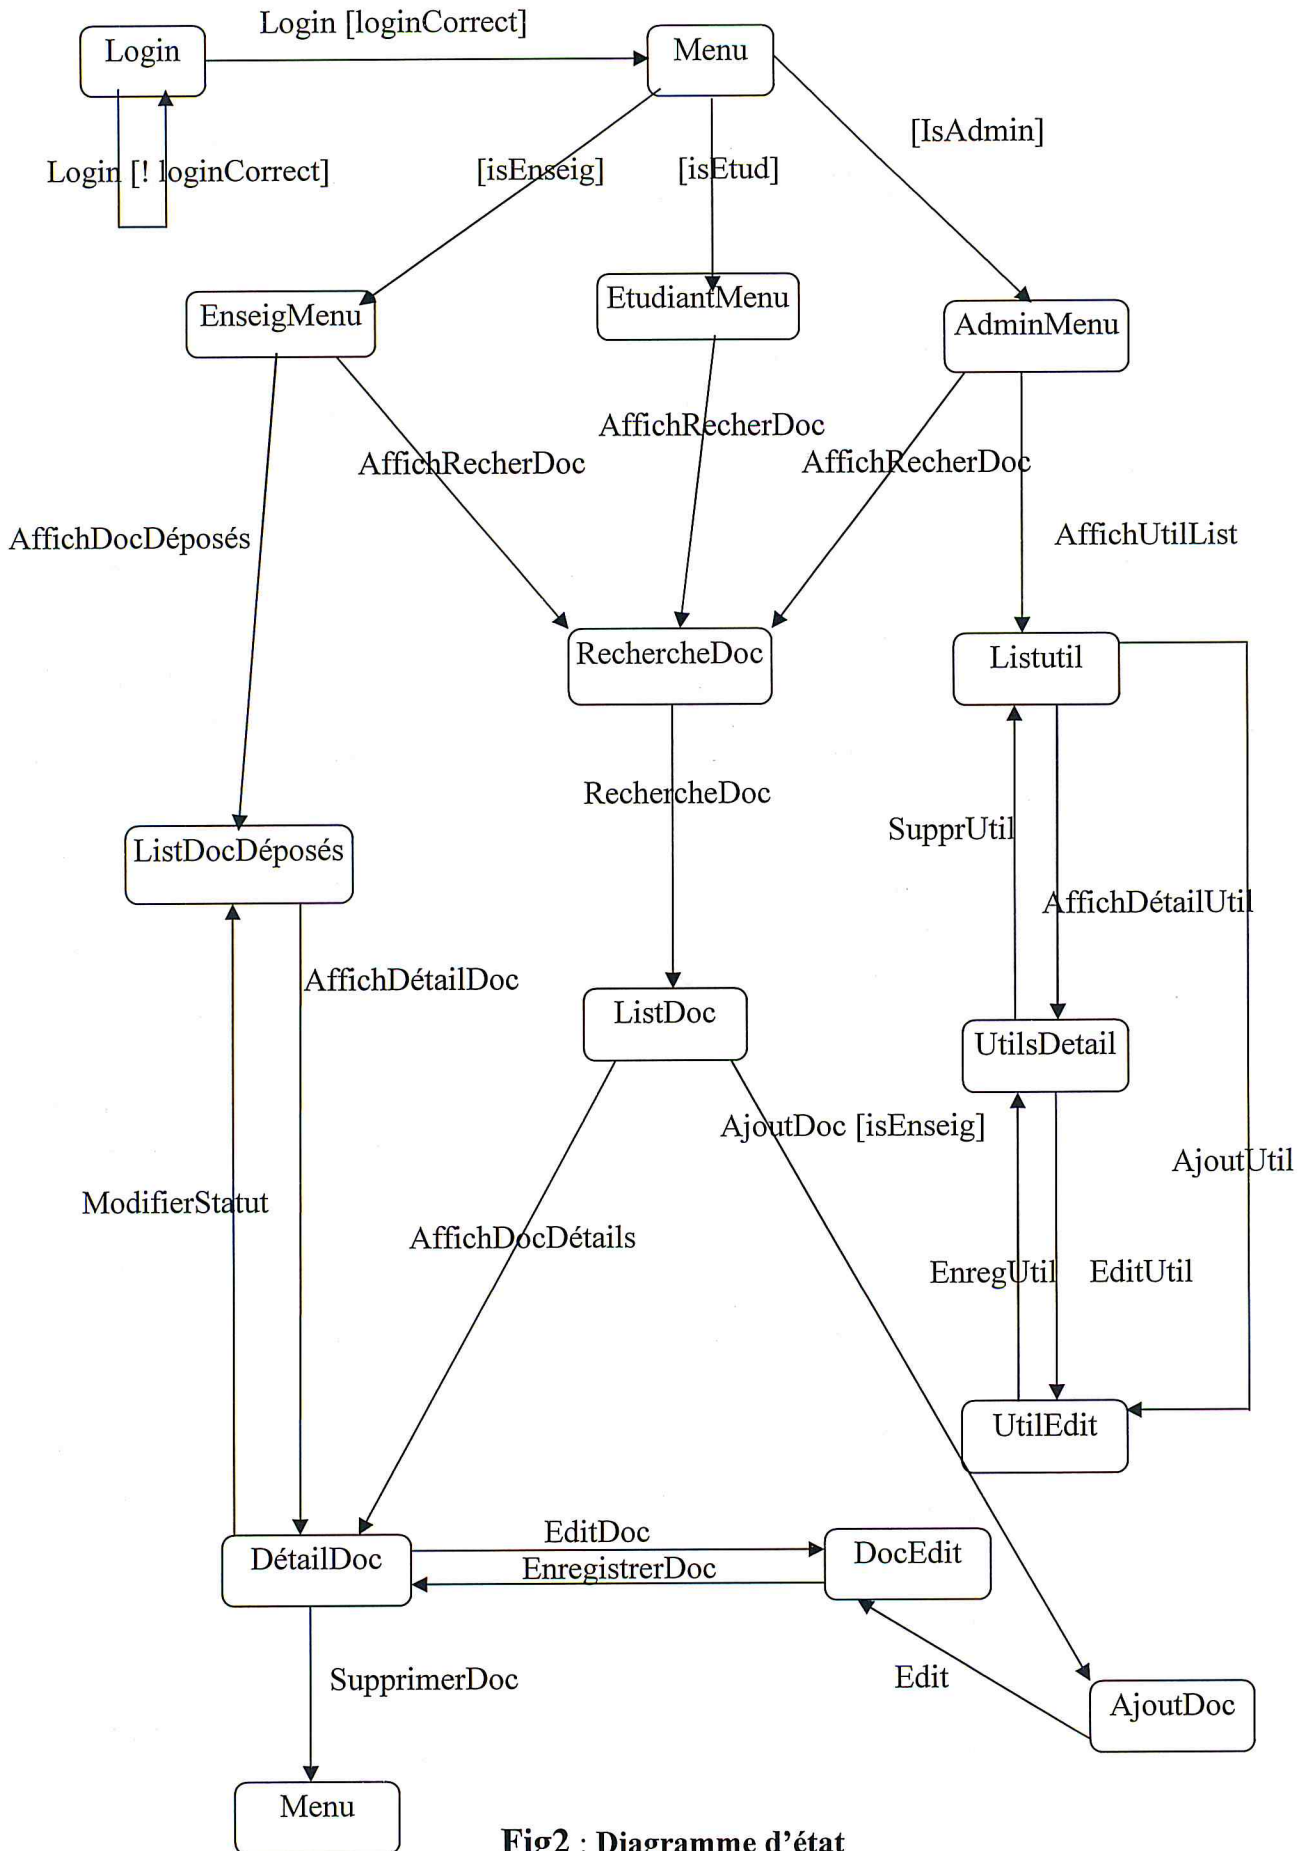 Login [loginCorrect]
Login
Menu
[IsAdmin]
Login [! loginCorrect]
[isEnseig]
[isEtud]
EnseigMenu
EtudiantMenu
AdminMenu
AffichRecherDoc
AffichRecherDoc
AffichRecherDoc
AffichDocDéposés
AffichUtilList
RechercheDoc
Listutil
RechercheDoc
SupprUtil
ListDocDéposés
AffichDétailUtil
AffichDétailDoc
ListDoc
UtilsDetail
AjoutDoc [isEnseig]
AjoutUtil
ModifierStatut
AffichDocDétails
EnregUtil
EditUtil
UtilEdit
EditDoc
DétailDoc
DocEdit
EnregistrerDoc
SupprimerDoc
Edit
AjoutDoc
Menu
Fig2 : Diagramme d'état